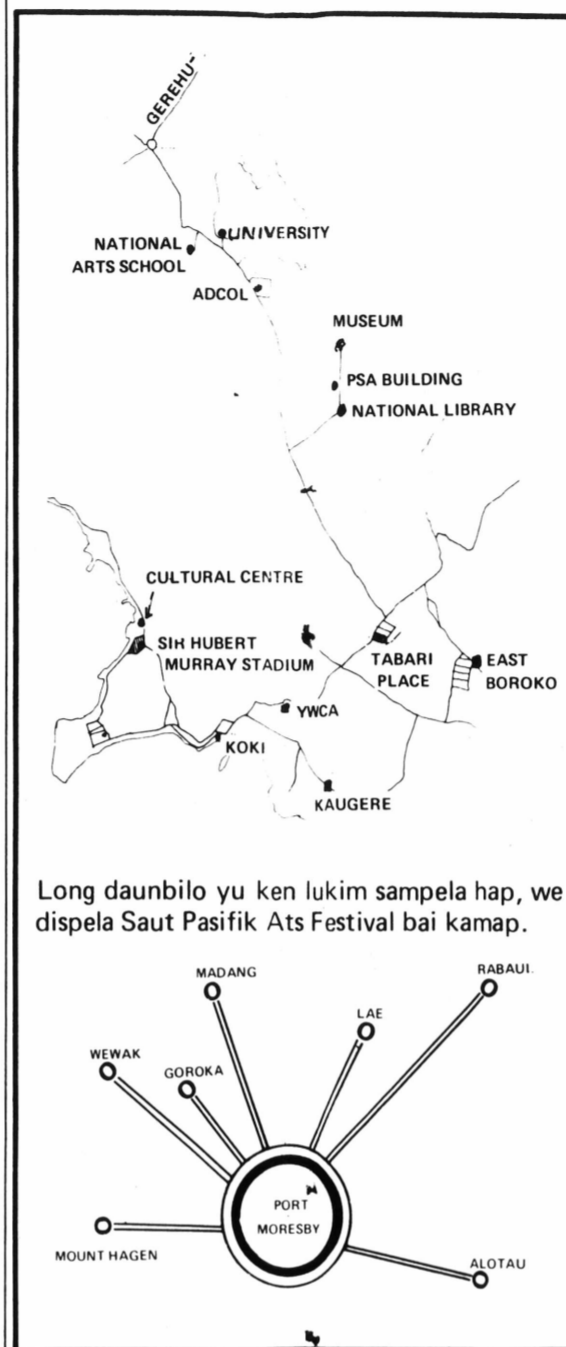 GEREHU
UNIVERSITY
NATIONAL
ARTS SCHOOL
ADCOL
MUSEUM
PSA BUILDING
NATIONAL LIBRARY
CULTURAL CENTRE
SIR HUBERT
MURRAY STADIUM
TABARI
PLACE
EAST
BOROKO
YWCA
KOKI
KAUGERE
Long daunbilo yu ken lukim sampela hap, we
dispela Saut Pasifik Ats Festival bai kamap.
MADANG
RABAUL
LAE
WEWAK
GOROKA
PORT
MORESBY
MOUNT HAGEN
ALOTAU